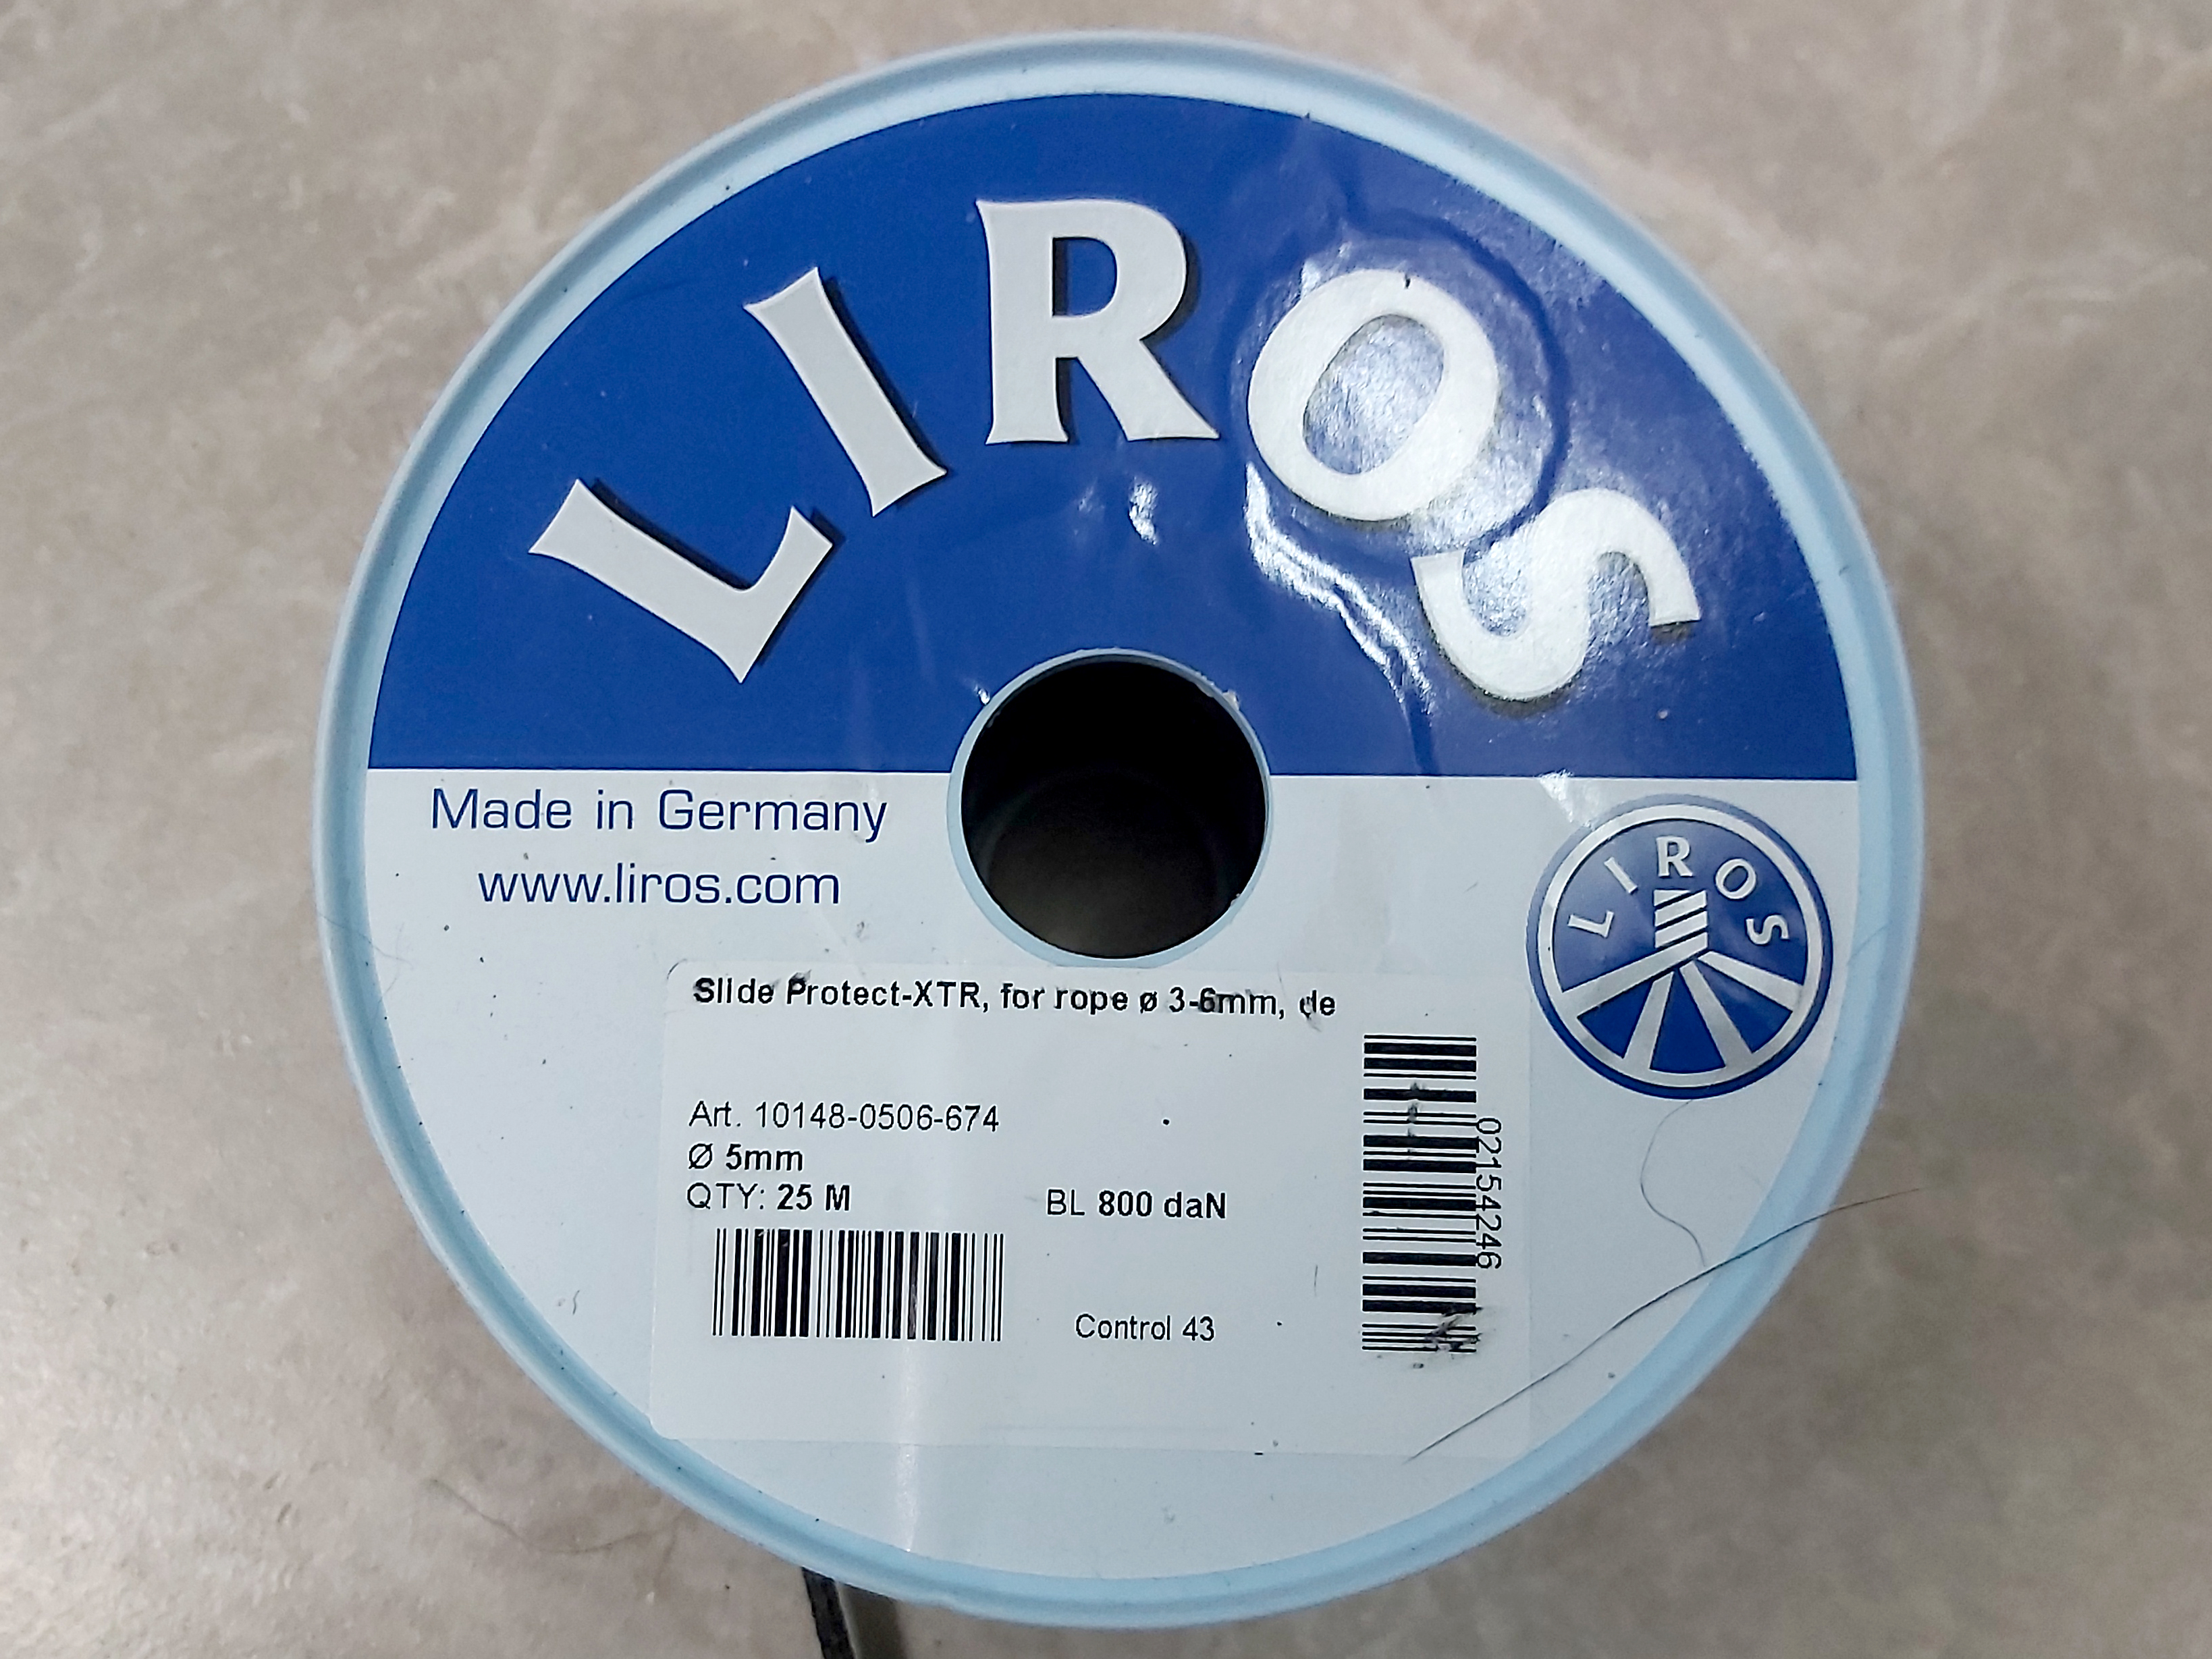 LIROS
Made in Germany
www.liros.com
LIROS
Slide Protect-XTR, for rope ø 3-6mm, de
Art. 10148-0506-674
Ø 5mm
QTY: 25 M
BL 800 daN
02154246
Control 43